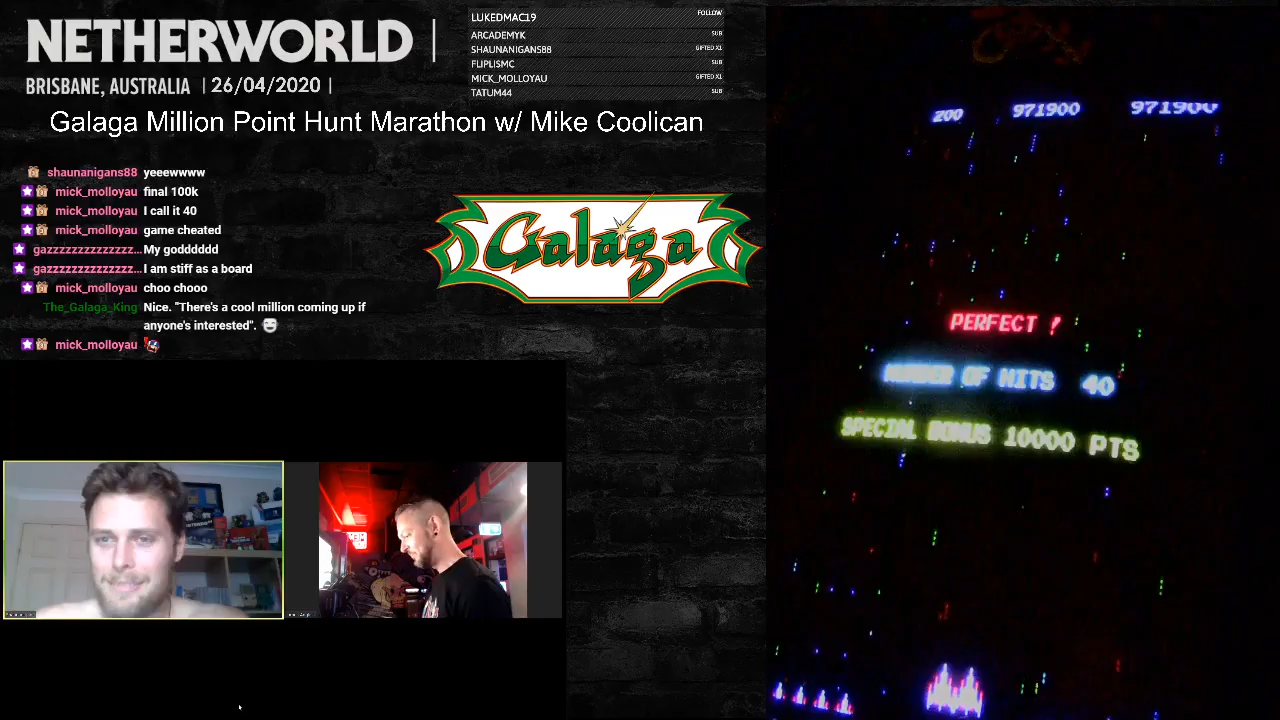 NETHERWORLD
BRISBANE, AUSTRALIA | 26/04/2020 |
LUKEDMAC19 FOLLOW
ARCADEMYK SUB
SHAUNANIGANS88 GIFTED X1
FLIPLISMC SUB
MICK_MOLLOYAU GIFTED X1
TATUM44 SUB
Galaga Million Point Hunt Marathon w/ Mike Coolican
shaunanigans88 yeeewwww
mick_molloyau final 100k
mick_molloyau I call it 40
mick_molloyau game cheated
gazzzzzzzzzzzzzz... My godddddd
gazzzzzzzzzzzzzz... I am stiff as a board
mick_molloyau choo chooo
The_Galaga_King Nice. "There's a cool million coming up if
anyone's interested".
mick_molloyau
Galaga
200 971900 971900
PERFECT !
NUMBER OF HITS 40
SPECIAL BONUS 10000 PTS